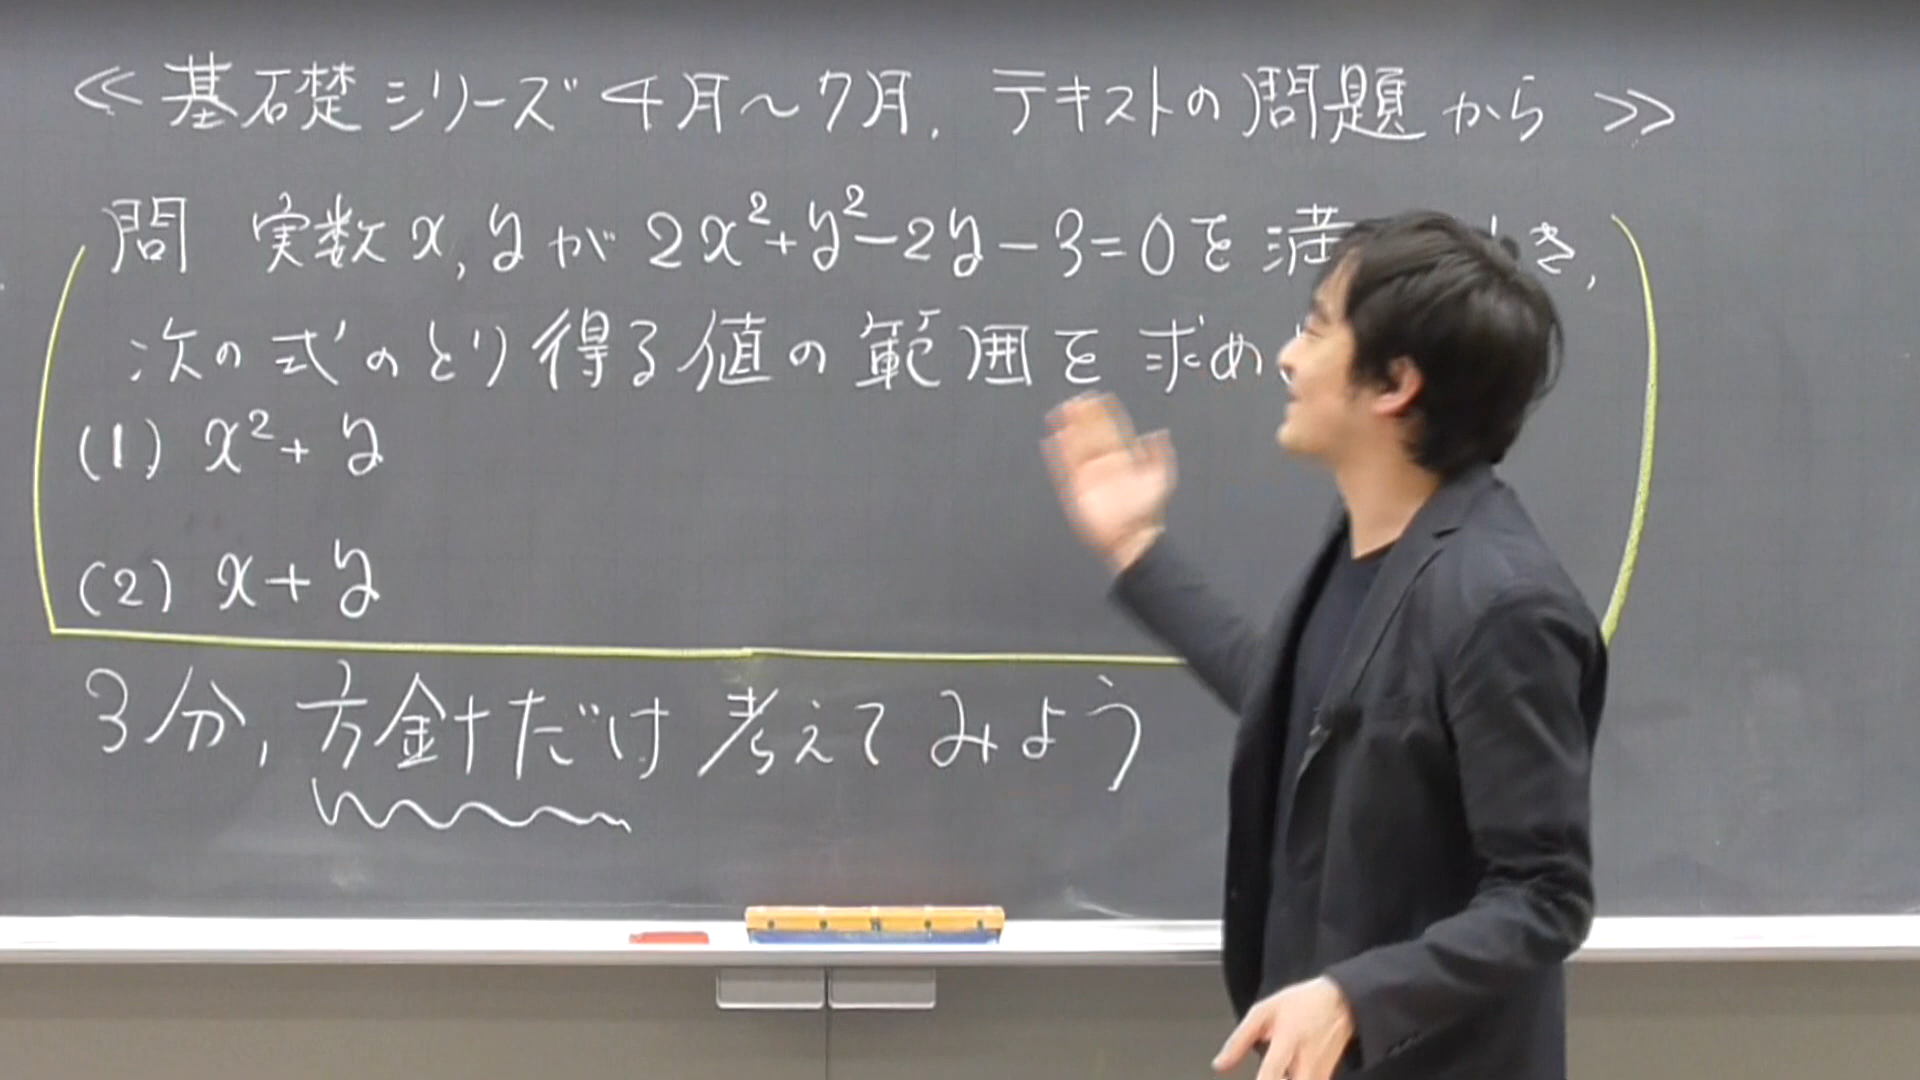 ≪基礎シリーズ4月～7月. テキストの問題から≫
問 実数x, yが 2x²+y²-2y-3=0を満 き,
次の式のとり得る値の範囲を求め
(1) x²+y
(2) x+y
3分, 方針だけ考えてみよう